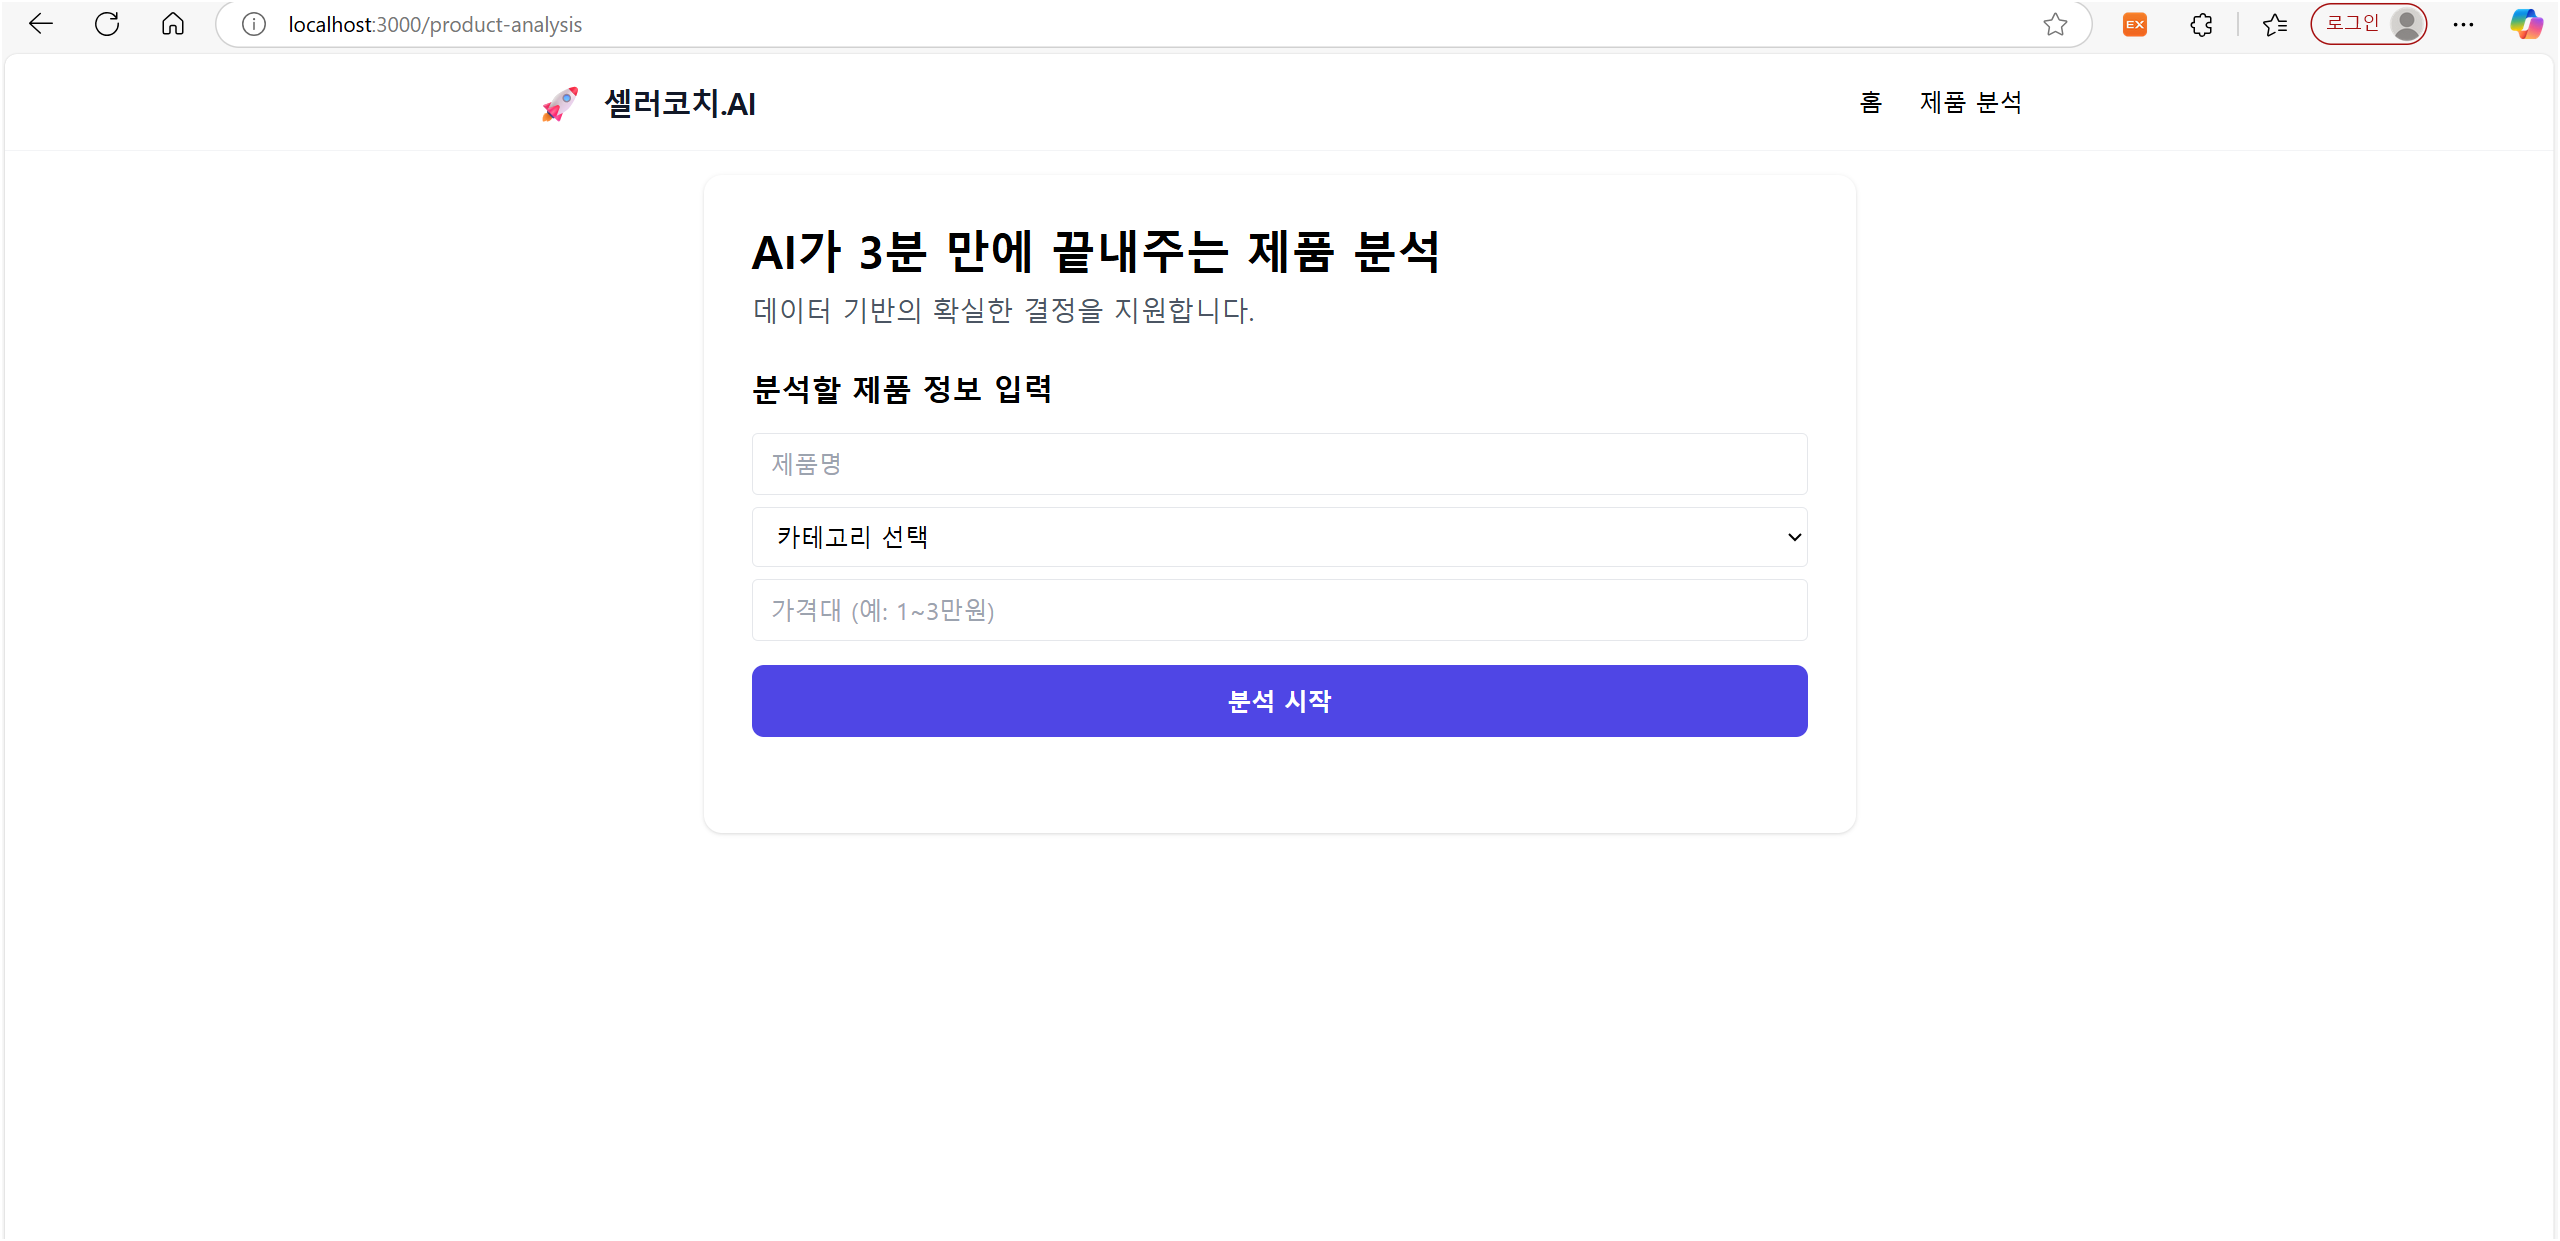 localhost:3000/product-analysis
EX
로그인
셀러코치.AI
홈
제품 분석
AI가 3분 만에 끝내주는 제품 분석
데이터 기반의 확실한 결정을 지원합니다.
분석할 제품 정보 입력
제품명
카테고리 선택
가격대 (예: 1~3만원)
분석 시작